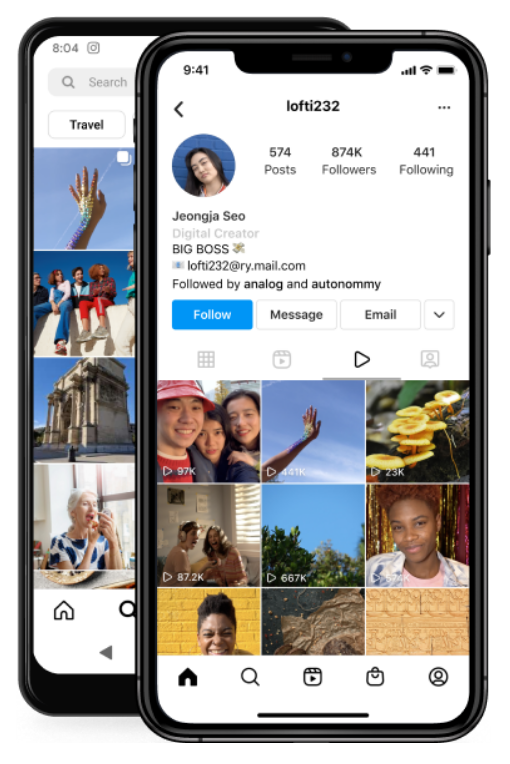 8:04
Search
Travel
9:41
lofti232
...
574 874K 441
Posts Followers Following
Jeongja Seo
Digital Creator
BIG BOSS 💸
📧 lofti232@ry.mail.com
Followed by analog and autonommy
Follow Message Email
97K 441K 23K
87.2K 667K